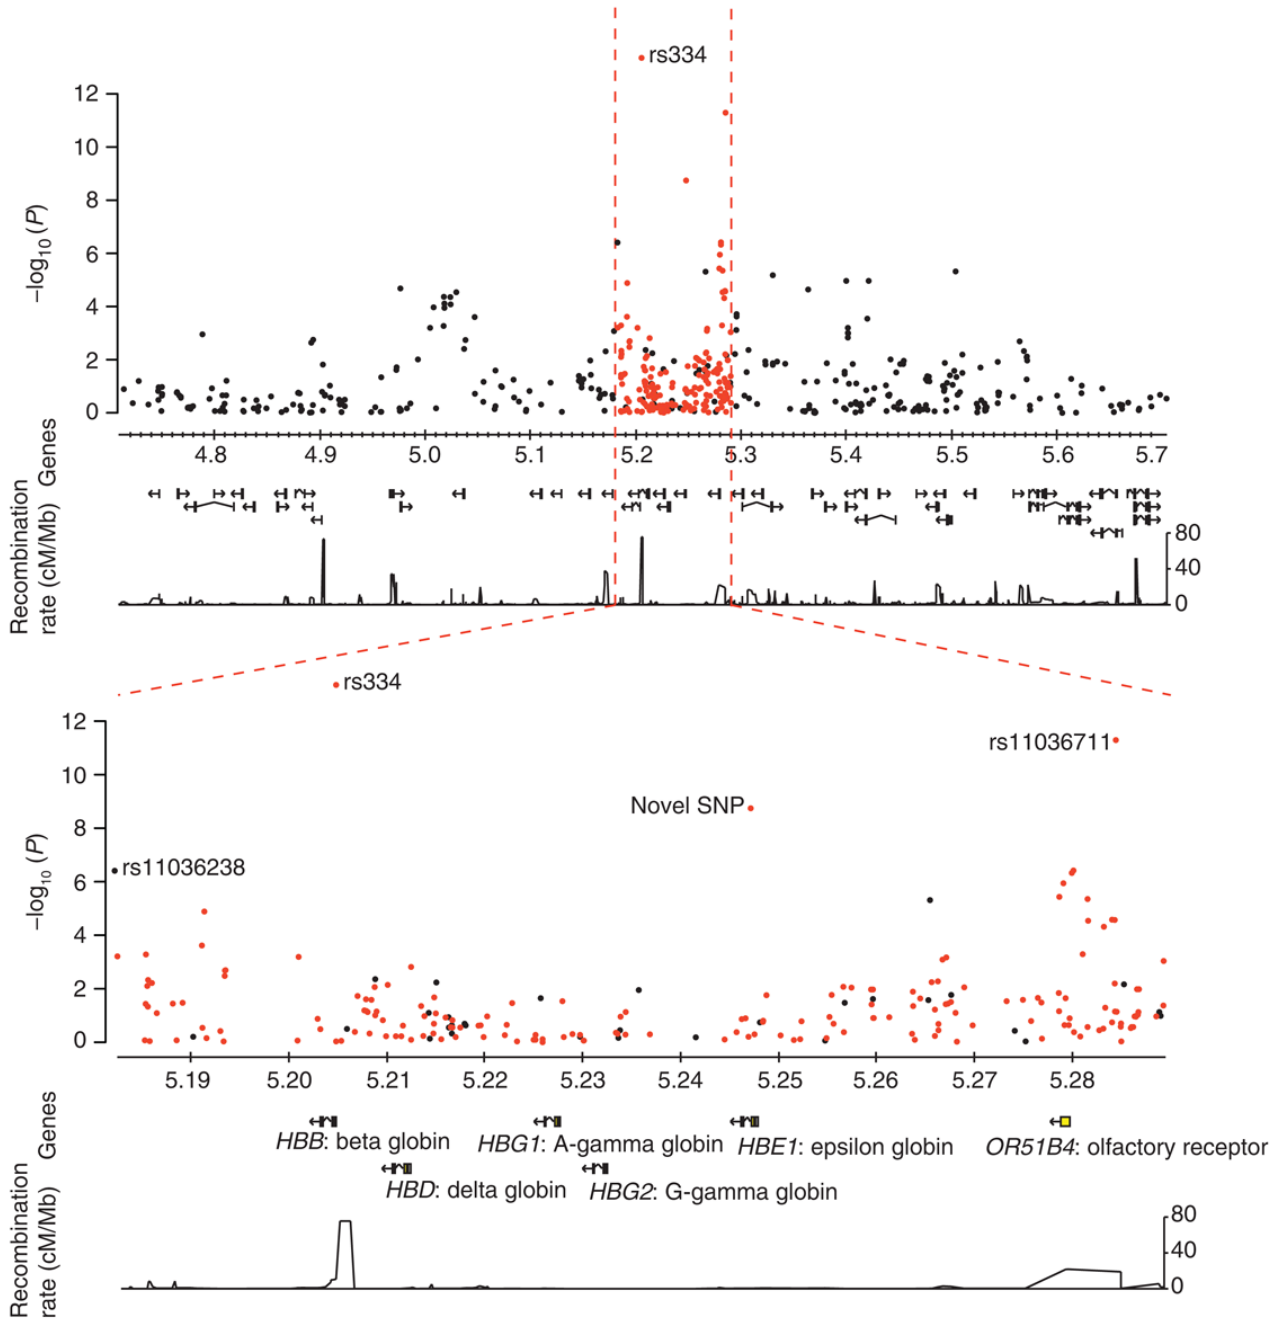 rs334
12
10
8
6
4
2
0
–log10 (P)
4.8 4.9 5.0 5.1 5.2 5.3 5.4 5.5 5.6 5.7
Genes
Recombination
rate (cM/Mb)
80
40
0
rs334
12
10
8
6
4
2
0
–log10 (P)
rs11036711
Novel SNP
rs11036238
5.19 5.20 5.21 5.22 5.23 5.24 5.25 5.26 5.27 5.28
Genes
HBB: beta globin HBG1: A-gamma globin HBE1: epsilon globin OR51B4: olfactory receptor
HBD: delta globin HBG2: G-gamma globin
Recombination
rate (cM/Mb)
80
40
0